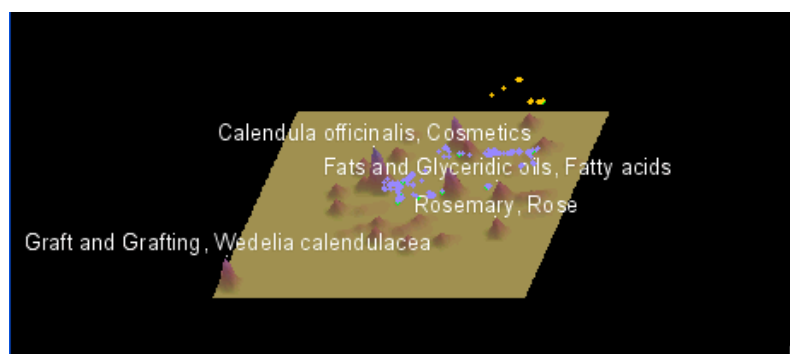 Calendula officinalis, Cosmetics
Fats and Glyceridic oils, Fatty acids
Rosemary, Rose
Graft and Grafting, Wedelia calendulacea